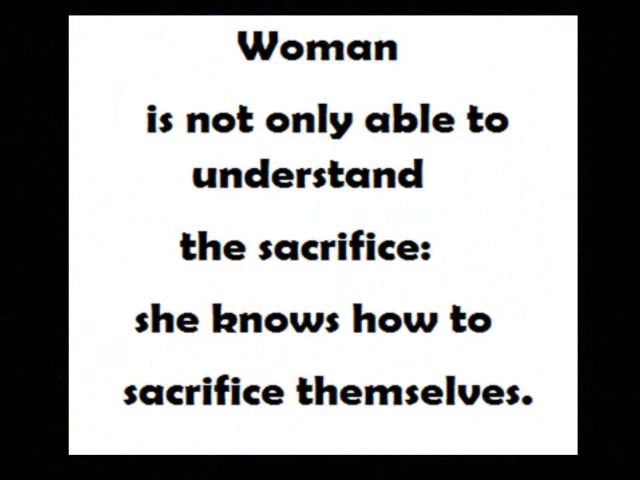 Woman
is not only able to
understand
the sacrifice:
she knows how to
sacrifice themselves.